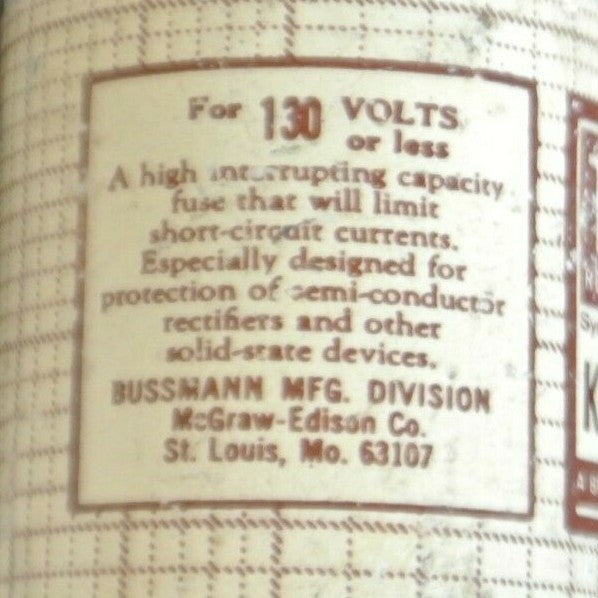 For 130 VOLTS
or less
A high interrupting capacity
fuse that will limit
short-circuit currents.
Especially designed for
protection of semi-conductor
rectifiers and other
solid-state devices.
BUSSMANN MFG. DIVISION
McGraw-Edison Co.
St. Louis, Mo. 63107